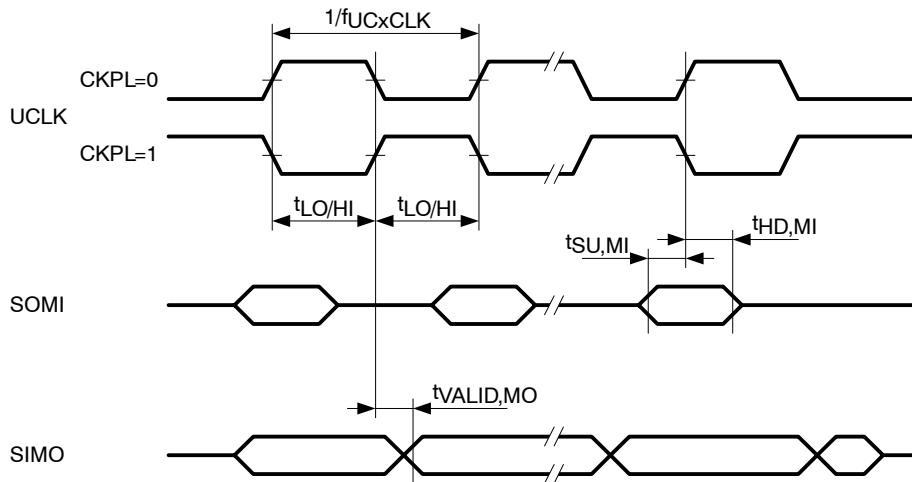 1/fUCxCLK
CKPL=0
UCLK
CKPL=1
tLO/HI tLO/HI
tHD,MI
tSU,MI
SOMI
tVALID,MO
SIMO